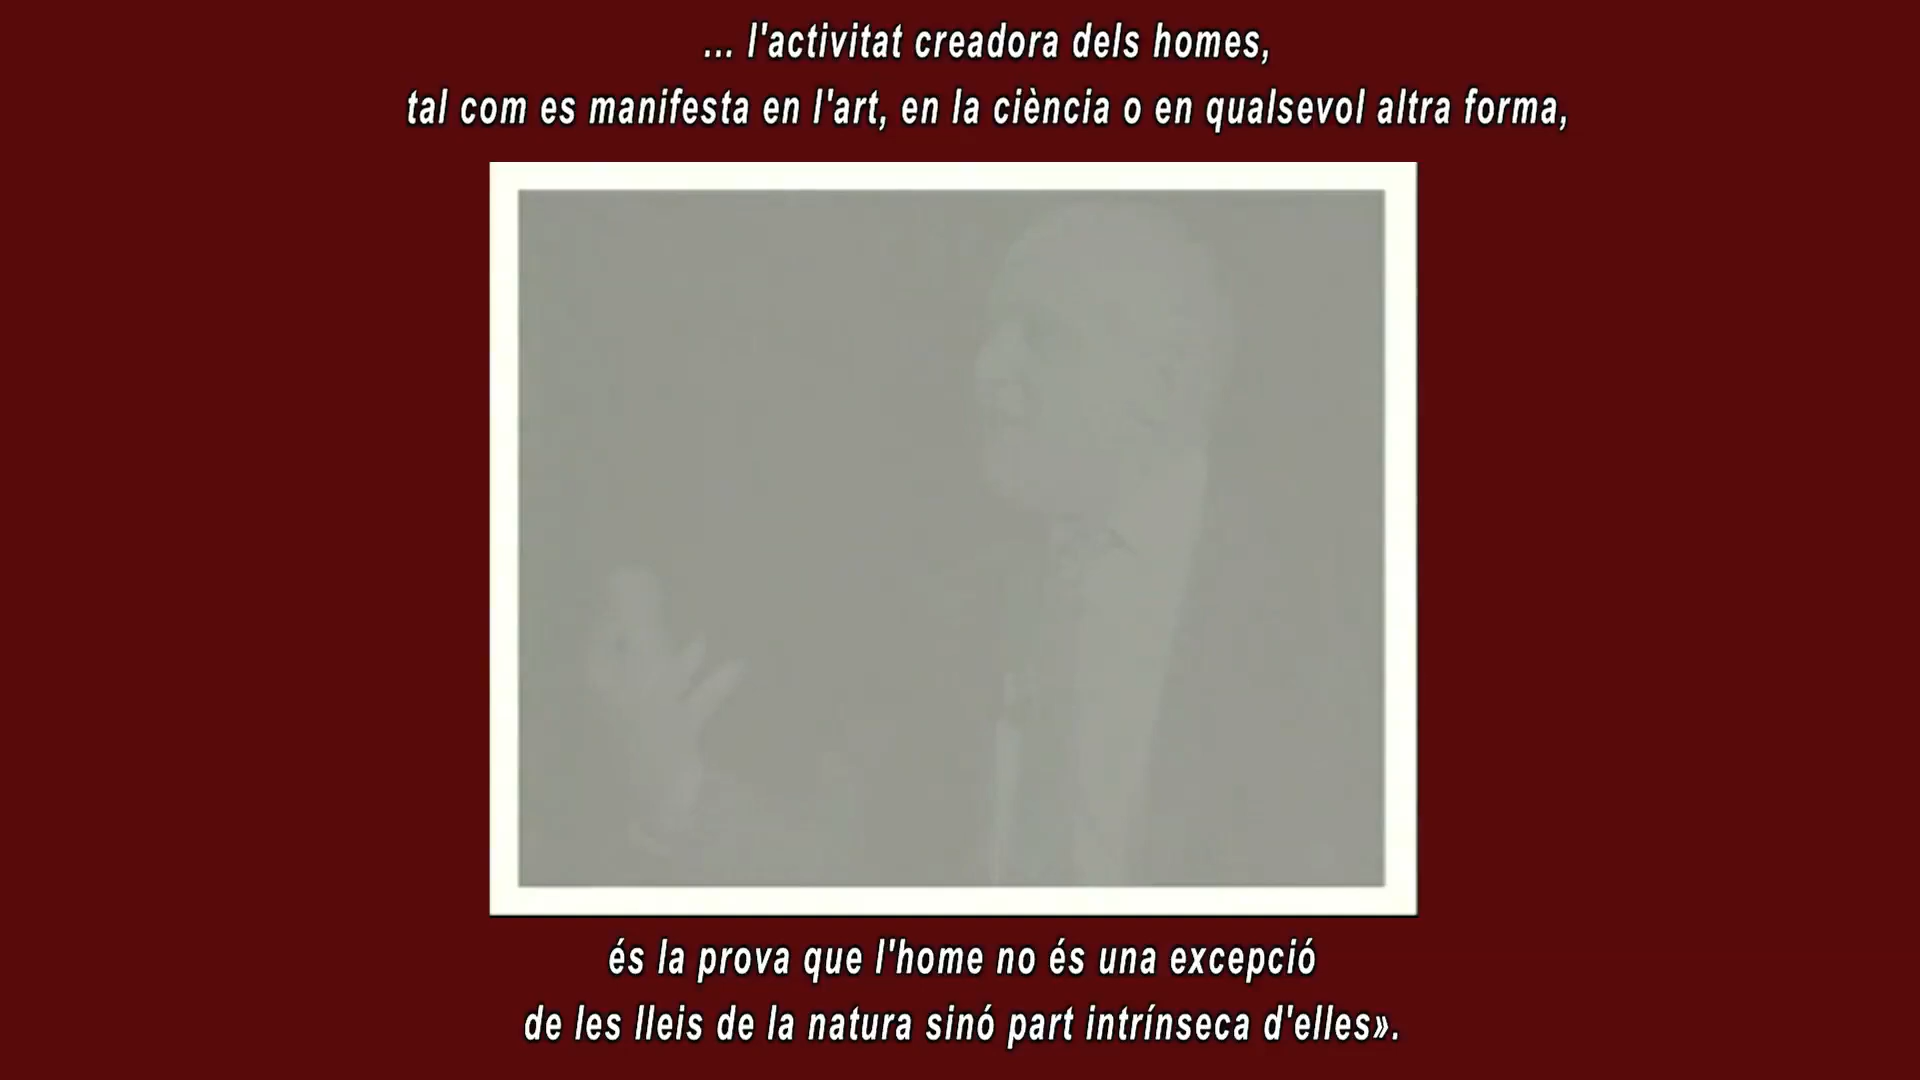 ... l'activitat creadora dels homes,
tal com es manifesta en l'art, en la ciència o en qualsevol altra forma,
és la prova que l'home no és una excepció
de les lleis de la natura sinó part intrínseca d'elles».